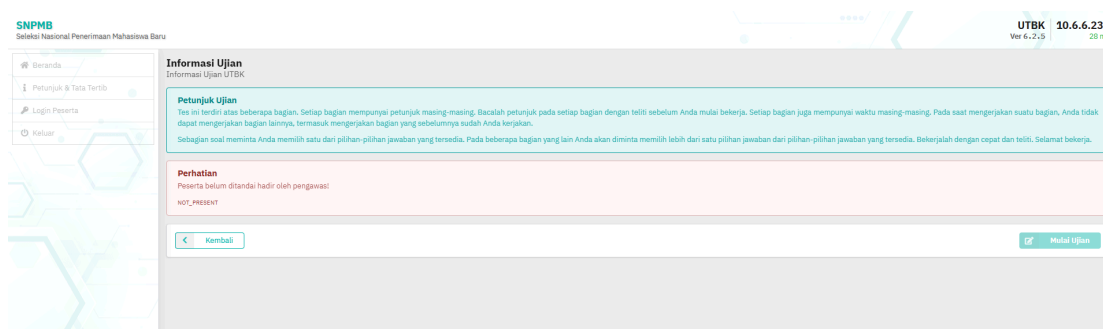 SNPMB
Seleksi Nasional Penerimaan Mahasiswa Baru
UTBK
Ver 6.2.5
10.6.6.23
28 m
Beranda
Petunjuk & Tata Tertib
Login Peserta
Keluar
Informasi Ujian
Informasi Ujian UTBK
Petunjuk Ujian
Tes ini terdiri atas beberapa bagian. Setiap bagian mempunyai petunjuk masing-masing. Bacalah petunjuk pada setiap bagian dengan teliti sebelum Anda mulai bekerja. Setiap bagian juga mempunyai waktu masing-masing. Pada saat mengerjakan suatu bagian, Anda tidak
dapat mengerjakan bagian lainnya, termasuk mengerjakan bagian yang sebelumnya sudah Anda kerjakan.
Sebagian soal meminta Anda memilih satu dari pilihan-pilihan jawaban yang tersedia. Pada beberapa bagian yang lain Anda akan diminta memilih lebih dari satu pilihan jawaban dari pilihan-pilihan jawaban yang tersedia. Bekerjalah dengan cepat dan teliti. Selamat bekerja.
Perhatian
Peserta belum ditandai hadir oleh pengawas!
NOT_PRESENT
Kembali
Mulai Ujian